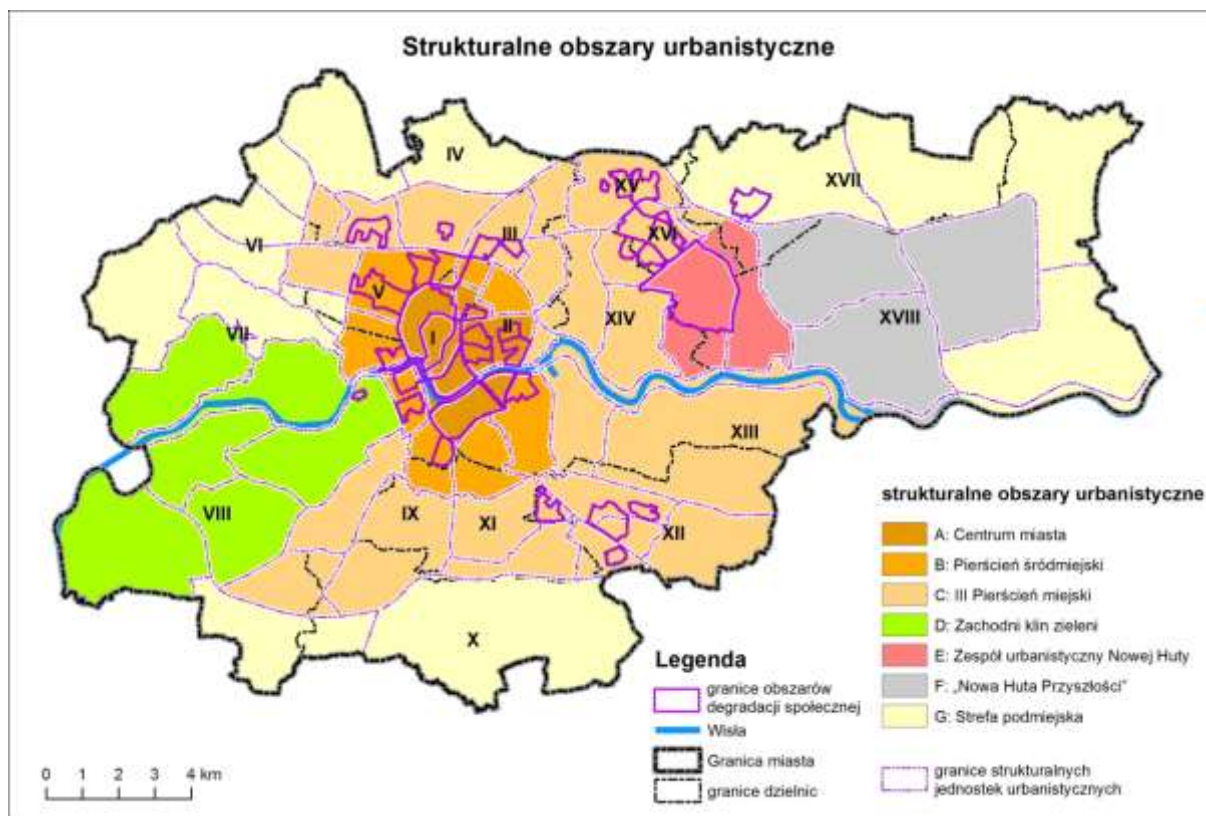 Strukturalne obszary urbanistyczne
IV
XVII
XV
III
XVI
VI
V
II
XIV
I
VII
XVIII
XIII
VIII
IX
XI
XII
X
strukturalne obszary urbanistyczne
A: Centrum miasta
B: Pierścień śródmiejski
C: III Pierścień miejski
D: Zachodni klin zieleni
E: Zespół urbanistyczny Nowej Huty
F: „Nowa Huta Przyszłości”
G: Strefa podmiejska
granice strukturalnych
jednostek urbanistycznych
Legenda
granice obszarów
degradacji społecznej
Wisła
Granica miasta
granice dzielnic
0 1 2 3 4 km